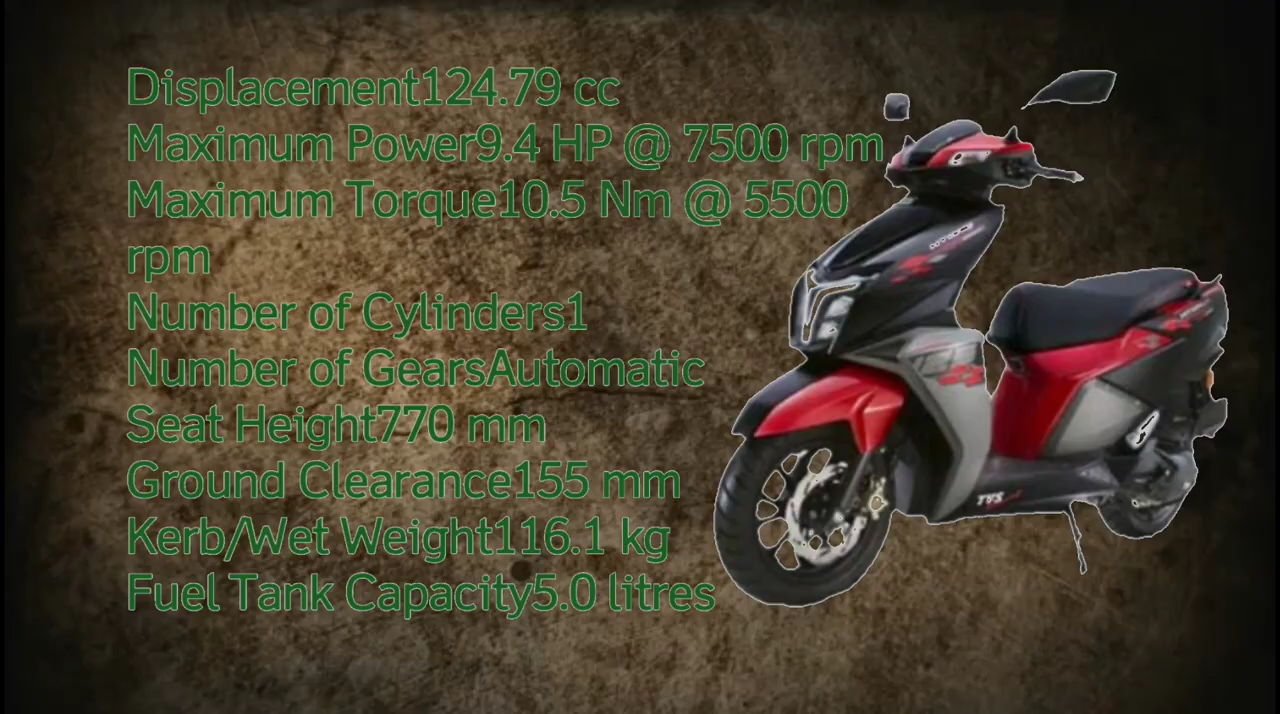 Displacement124.79 cc
Maximum Power9.4 HP @ 7500 rpm
Maximum Torque10.5 Nm @ 5500
rpm
Number of Cylinders1
Number of GearsAutomatic
Seat Height770 mm
Ground Clearance155 mm
Kerb/Wet Weight116.1 kg
Fuel Tank Capacity5.0 litres
TVS